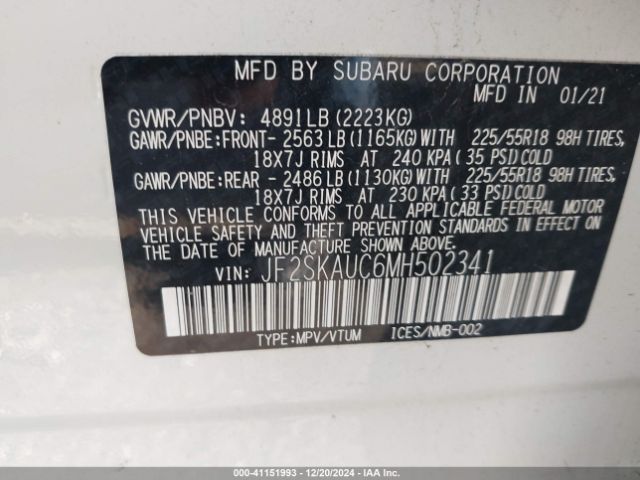 MFD BY SUBARU CORPORATION
MFD IN 01/21
GVWR/PNBV: 4891LB(2223KG)
GAWR/PNBE:FRONT- 2563LB(1165KG)WITH 225/55R18 98H TIRES,
18X7J RIMS AT 240 KPA(35 PSI)COLD
GAWR/PNBE:REAR - 2486LB(1130KG)WITH 225/55R18 98H TIRES,
18X7J RIMS AT 230 KPA(33 PSI)COLD
THIS VEHICLE CONFORMS TO ALL APPLICABLE FEDERAL MOTOR
VEHICLE SAFETY AND THEFT PREVENTION STANDARDS IN EFFECT ON
THE DATE OF MANUFACTURE SHOWN ABOVE.
VIN: JF2SKAUC6MH502341
TYPE:MPV/VTUM ICES/NMB-002
00-41151993 - 12/20/2024 - Copyright © IAA, LLC